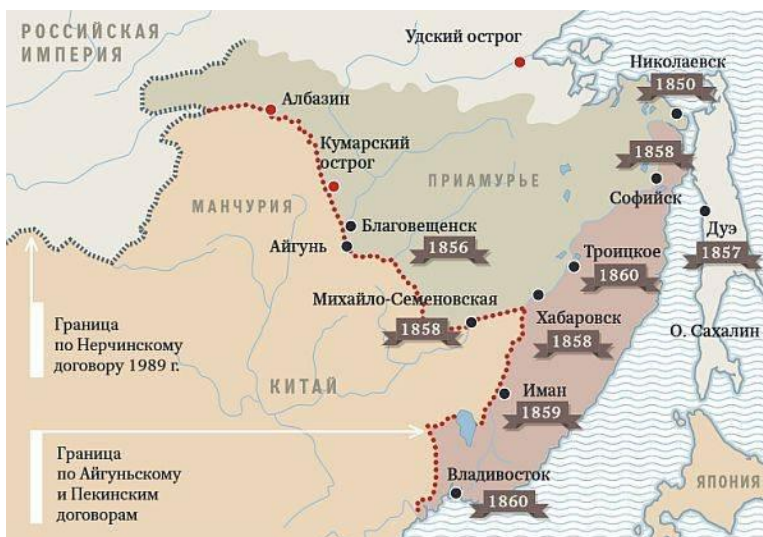 РОССИЙСКАЯ
ИМПЕРИЯ
Удский острог
Николаевск
1850
Албазин
Кумарский
острог
1858
ПРИАМУРЬЕ
Софийск
МАНЧУРИЯ
Благовещенск
Айгунь
1856
Дуэ
1857
Троицкое
1860
Михайло-Семеновская
1858
Хабаровск
1858
О. Сахалин
Граница
по Нерчинскому
договору 1989 г.
КИТАЙ
Иман
1859
Граница
по Айгуньскому
и Пекинским
договорам
Владивосток
1860
ЯПОНИЯ